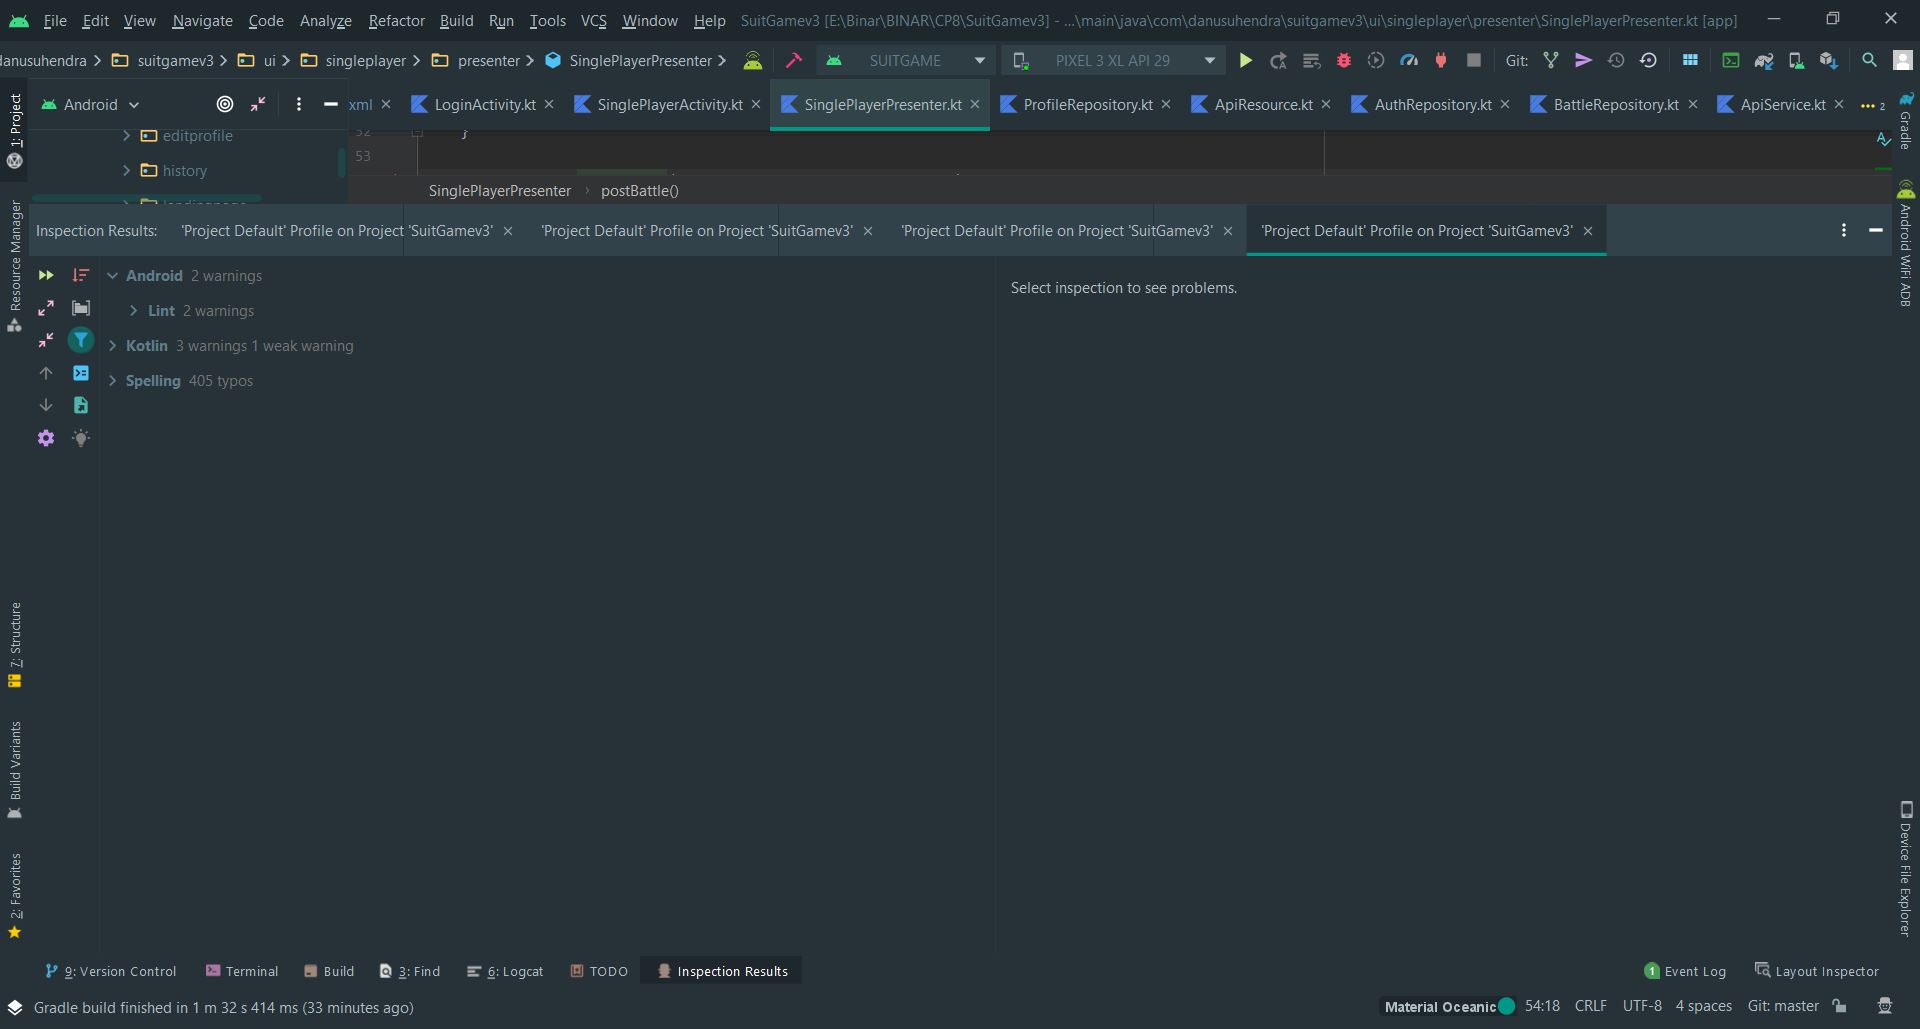 File Edit View Navigate Code Analyze Refactor Build Run Tools VCS Window Help SuitGamev3 [E:\Binar\BINAR\CP8\SuitGamev3] - ...\main\java\com\danusuhendra\suitgamev3\ui\singleplayer\presenter\SinglePlayerPresenter.kt [app]
danusuhendra suitgamev3 ui singleplayer presenter SinglePlayerPresenter SUITGAME PIXEL 3 XL API 29 Git:
Android xml LoginActivity.kt SinglePlayerActivity.kt SinglePlayerPresenter.kt ProfileRepository.kt ApiResource.kt AuthRepository.kt BattleRepository.kt ApiService.kt 2
editprofile 52 }
history 53
SinglePlayerPresenter postBattle()
Inspection Results: 'Project Default' Profile on Project 'SuitGamev3' 'Project Default' Profile on Project 'SuitGamev3' 'Project Default' Profile on Project 'SuitGamev3' 'Project Default' Profile on Project 'SuitGamev3'
Android 2 warnings
Select inspection to see problems.
Lint 2 warnings
Kotlin 3 warnings 1 weak warning
Spelling 405 typos
1: Project
Resource Manager
7: Structure
Build Variants
2: Favorites
Gradle
Android WiFi ADB
Device File Explorer
9: Version Control Terminal Build 3: Find 6: Logcat TODO Inspection Results 1 Event Log Layout Inspector
Gradle build finished in 1 m 32 s 414 ms (33 minutes ago) Material Oceanic 54:18 CRLF UTF-8 4 spaces Git: master